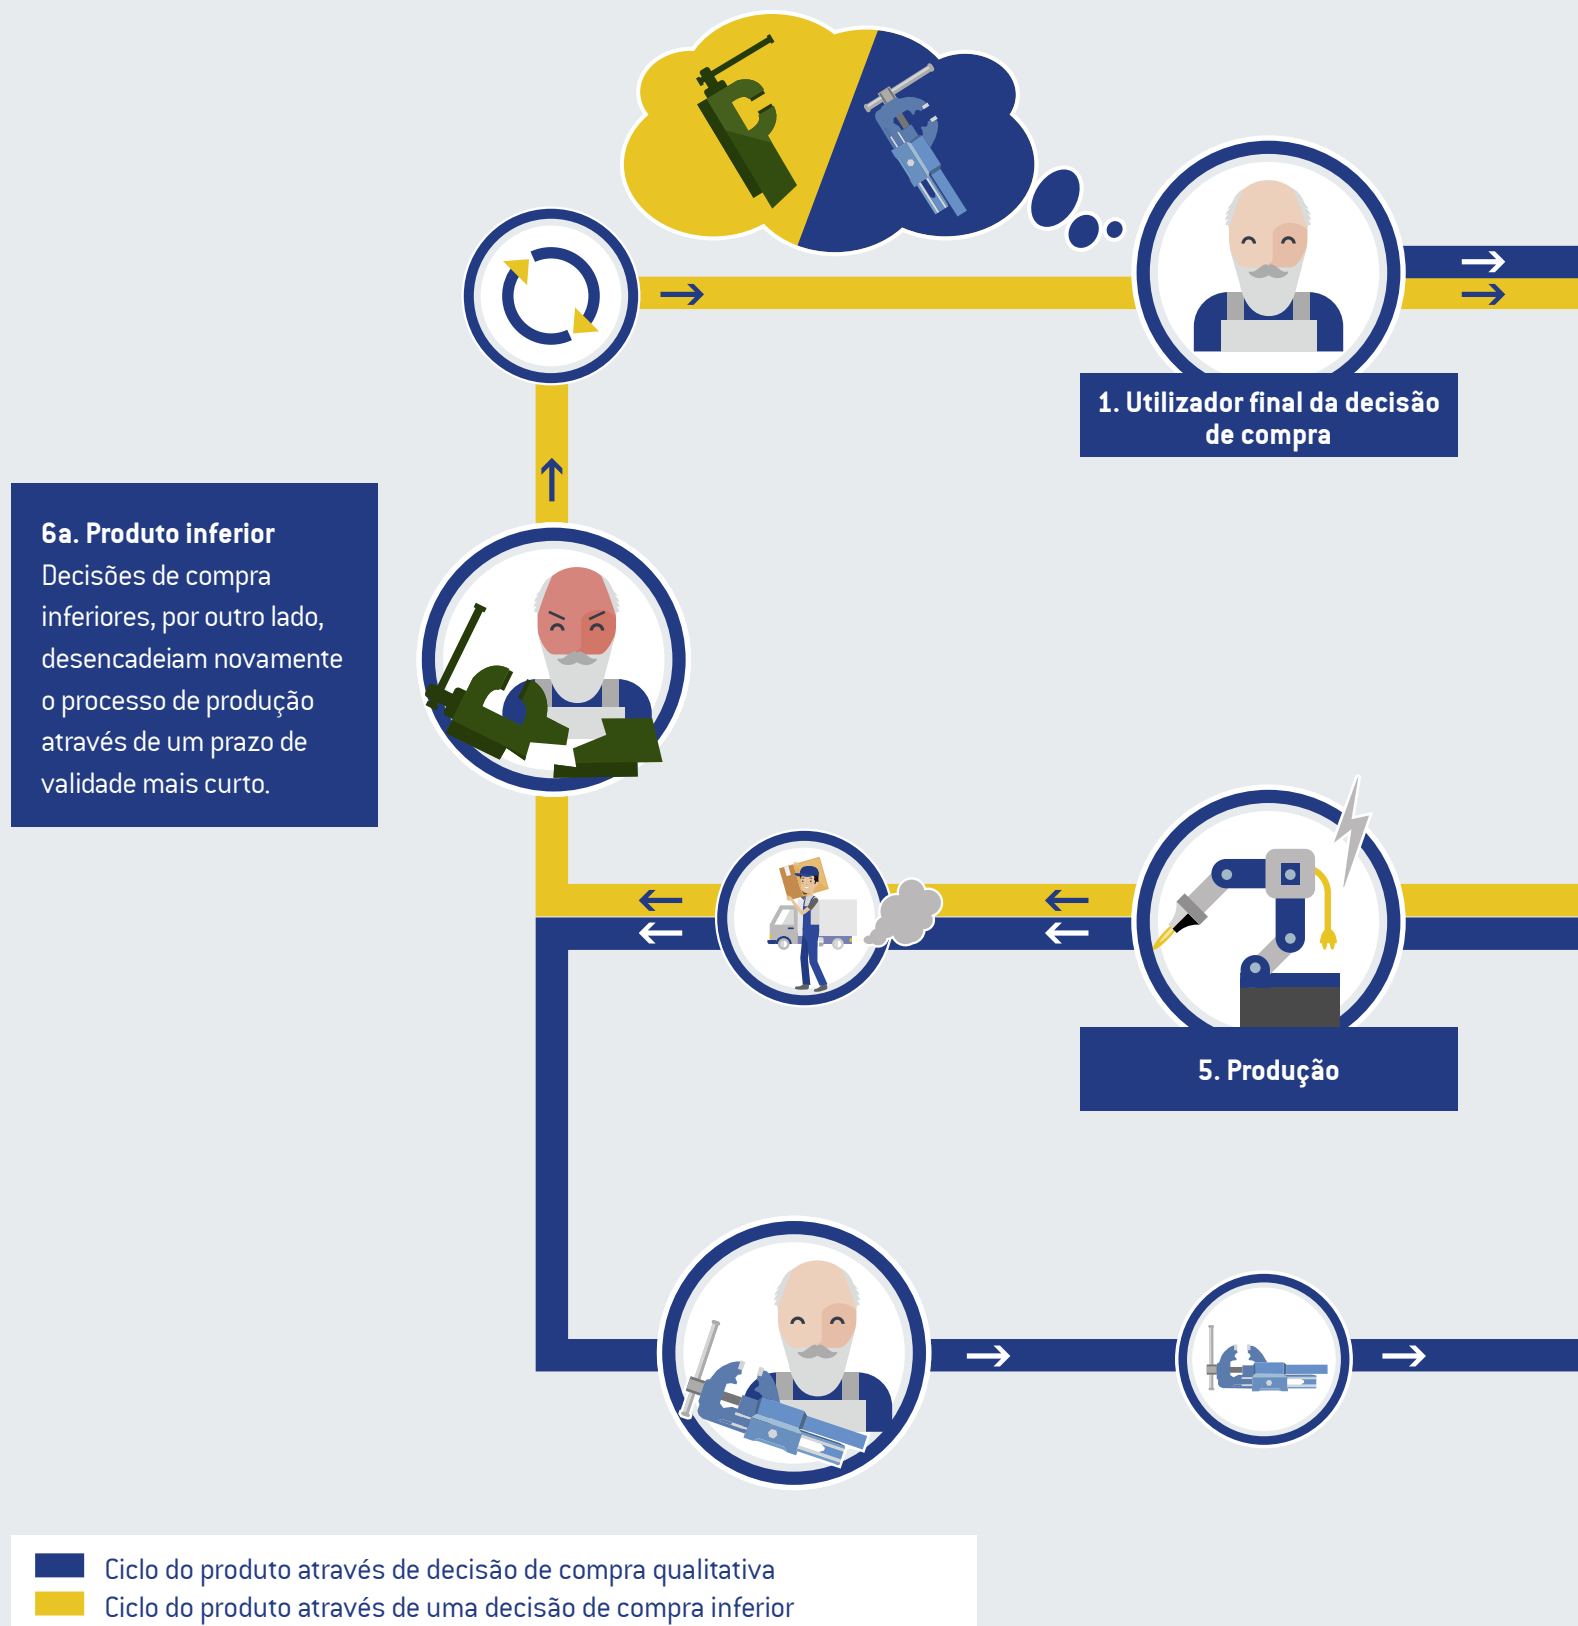 1. Utilizador final da decisão
de compra
6a. Produto inferior
Decisões de compra
inferiores, por outro lado,
desencadeiam novamente
o processo de produção
através de um prazo de
validade mais curto.
5. Produção
Ciclo do produto através de decisão de compra qualitativa
Ciclo do produto através de uma decisão de compra inferior